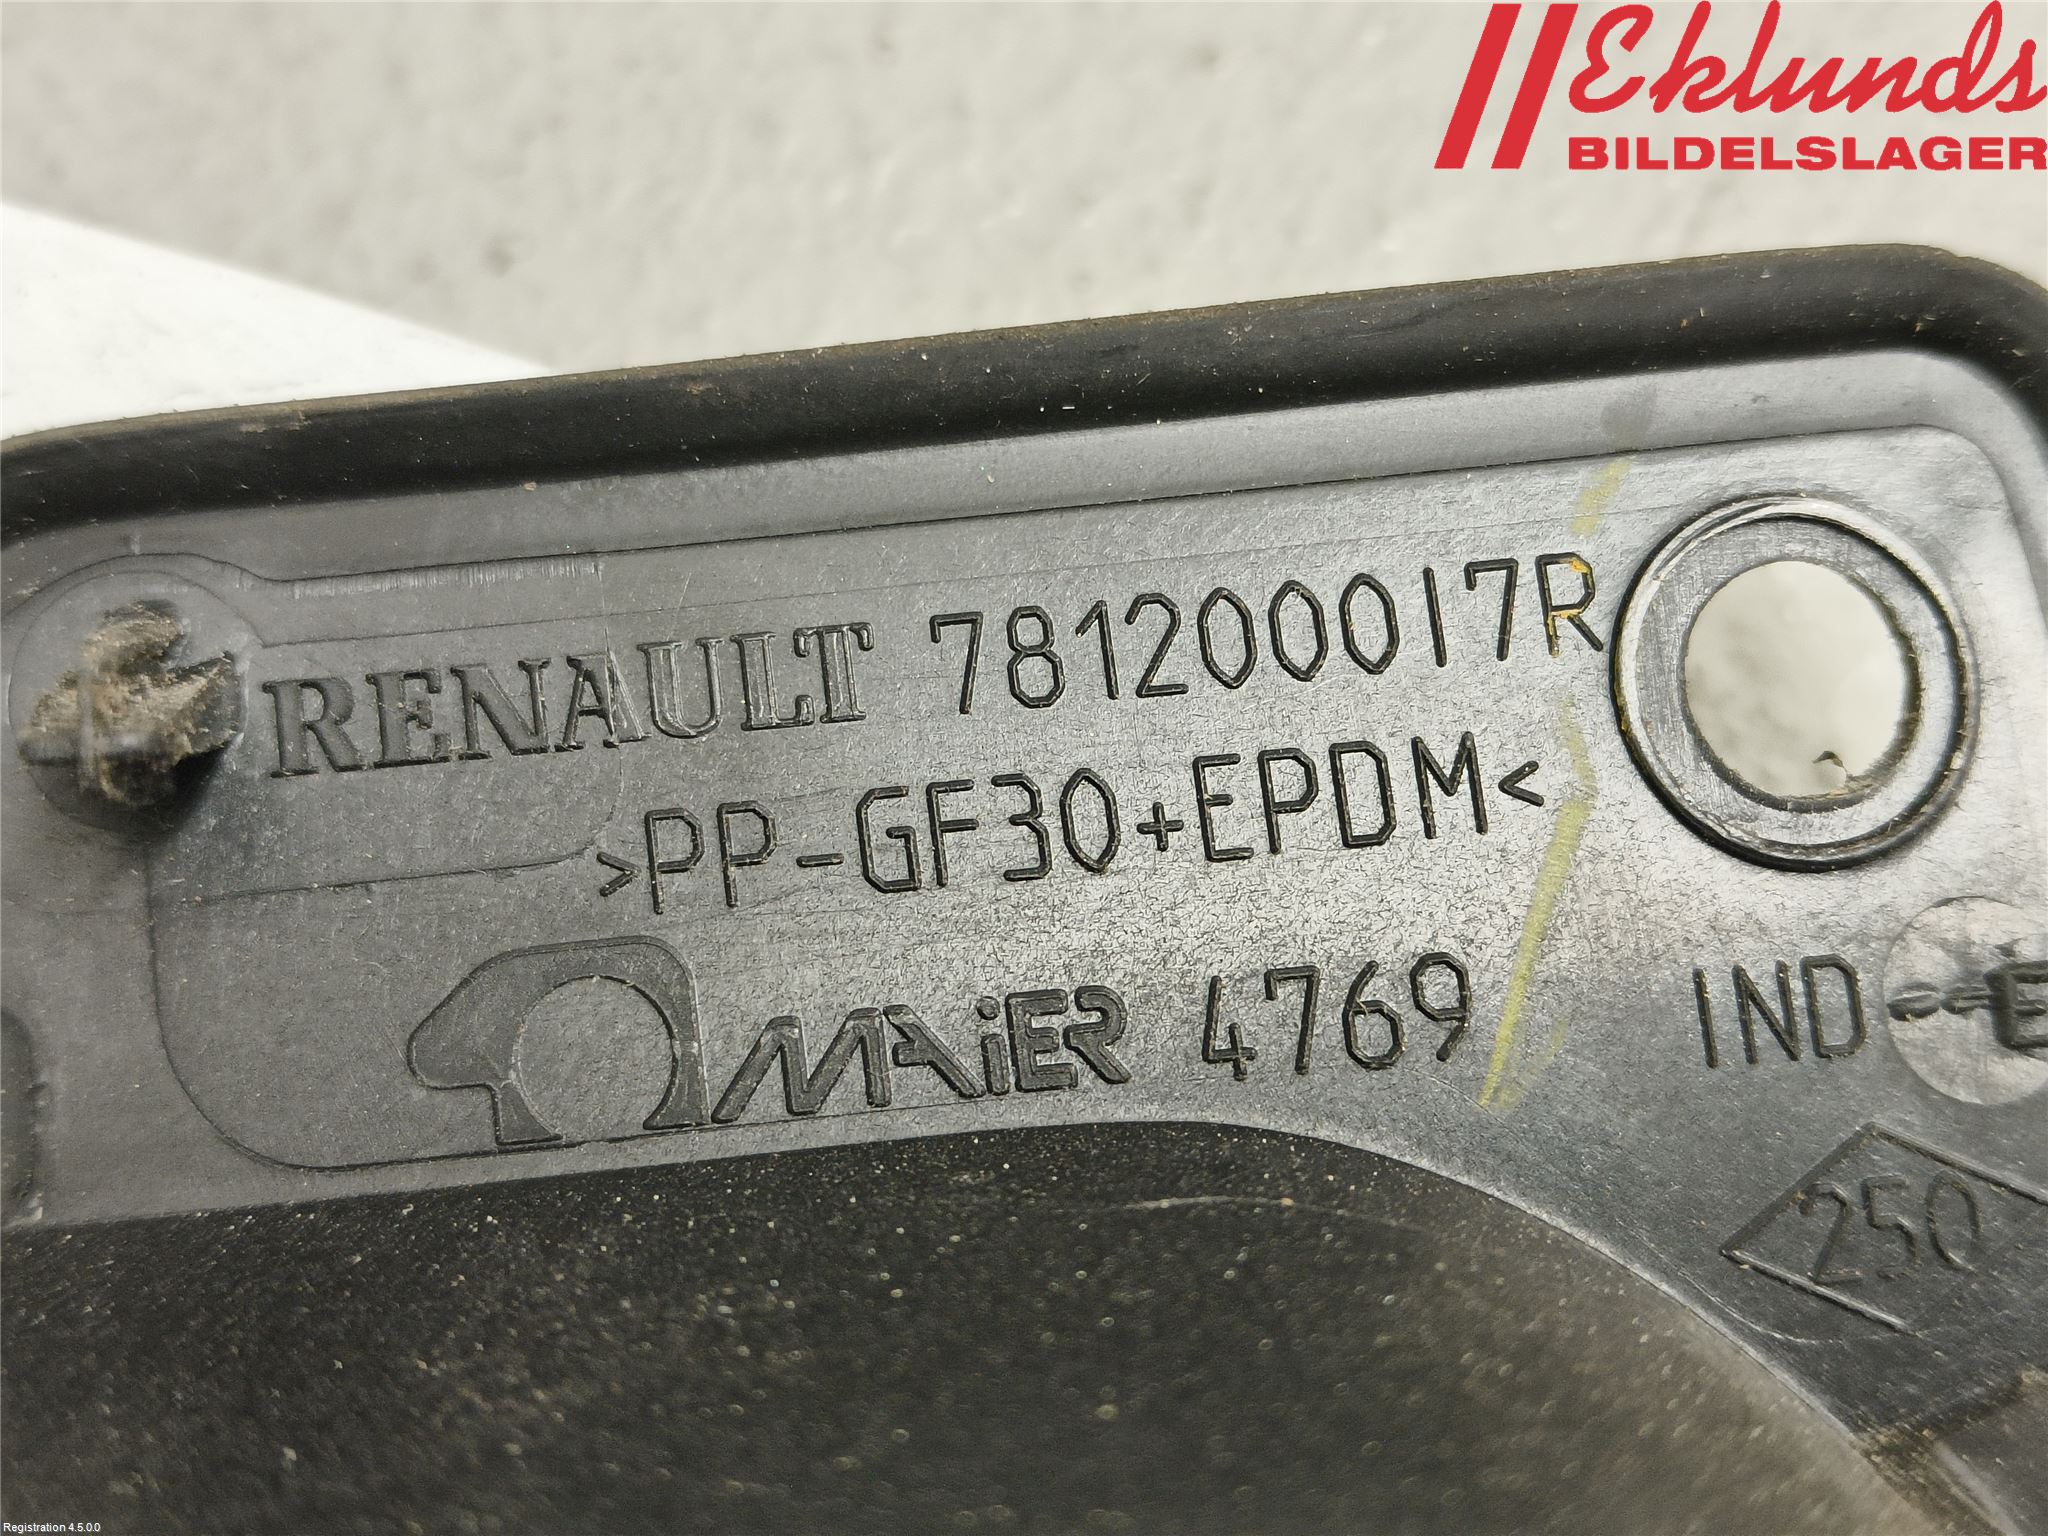 Eklunds
BILDELSLAGER
RENAULT 781200017R
>PP-GF30+EPDM<
MAiER 4769
IND
E
250
Registration 4.5.0.0